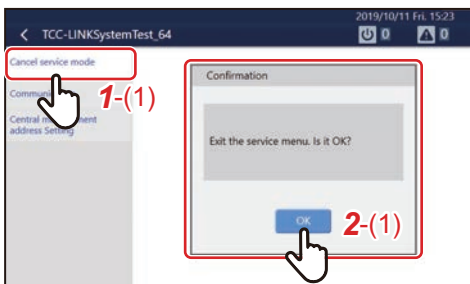 2019/10/11 Fri. 15:23
TCC-LINKSystemTest_64
0
0
Cancel service mode
1-(1)
Central
address Setting
Confirmation
Exit the service menu. Is it OK?
OK
2-(1)